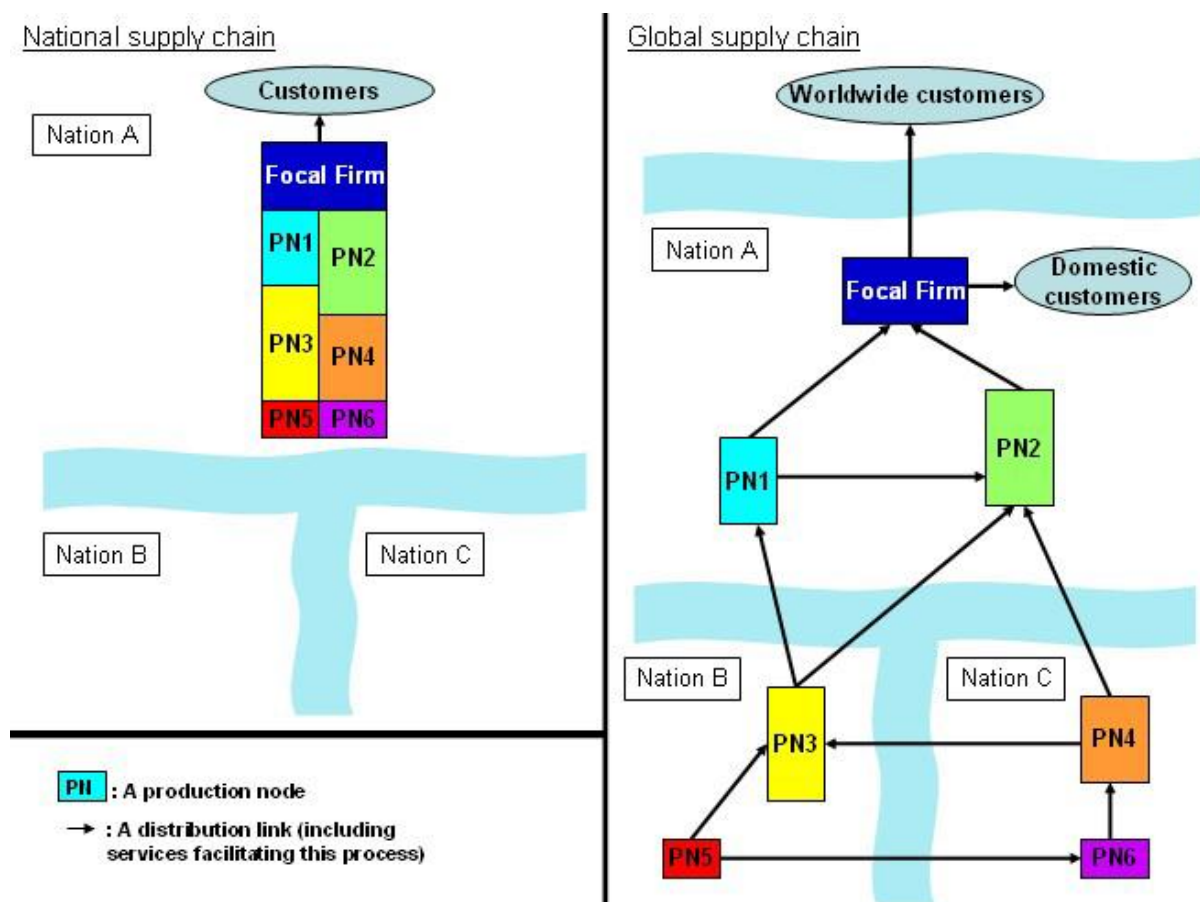 National supply chain
Customers
Nation A
Focal Firm
PN1
PN2
PN3
PN4
PN5
PN6
Nation B
Nation C
PN : A production node
: A distribution link (including
services facilitating this process)
Global supply chain
Worldwide customers
Nation A
Focal Firm
Domestic
customers
PN2
PN1
Nation B
Nation C
PN3
PN4
PN5
PN6